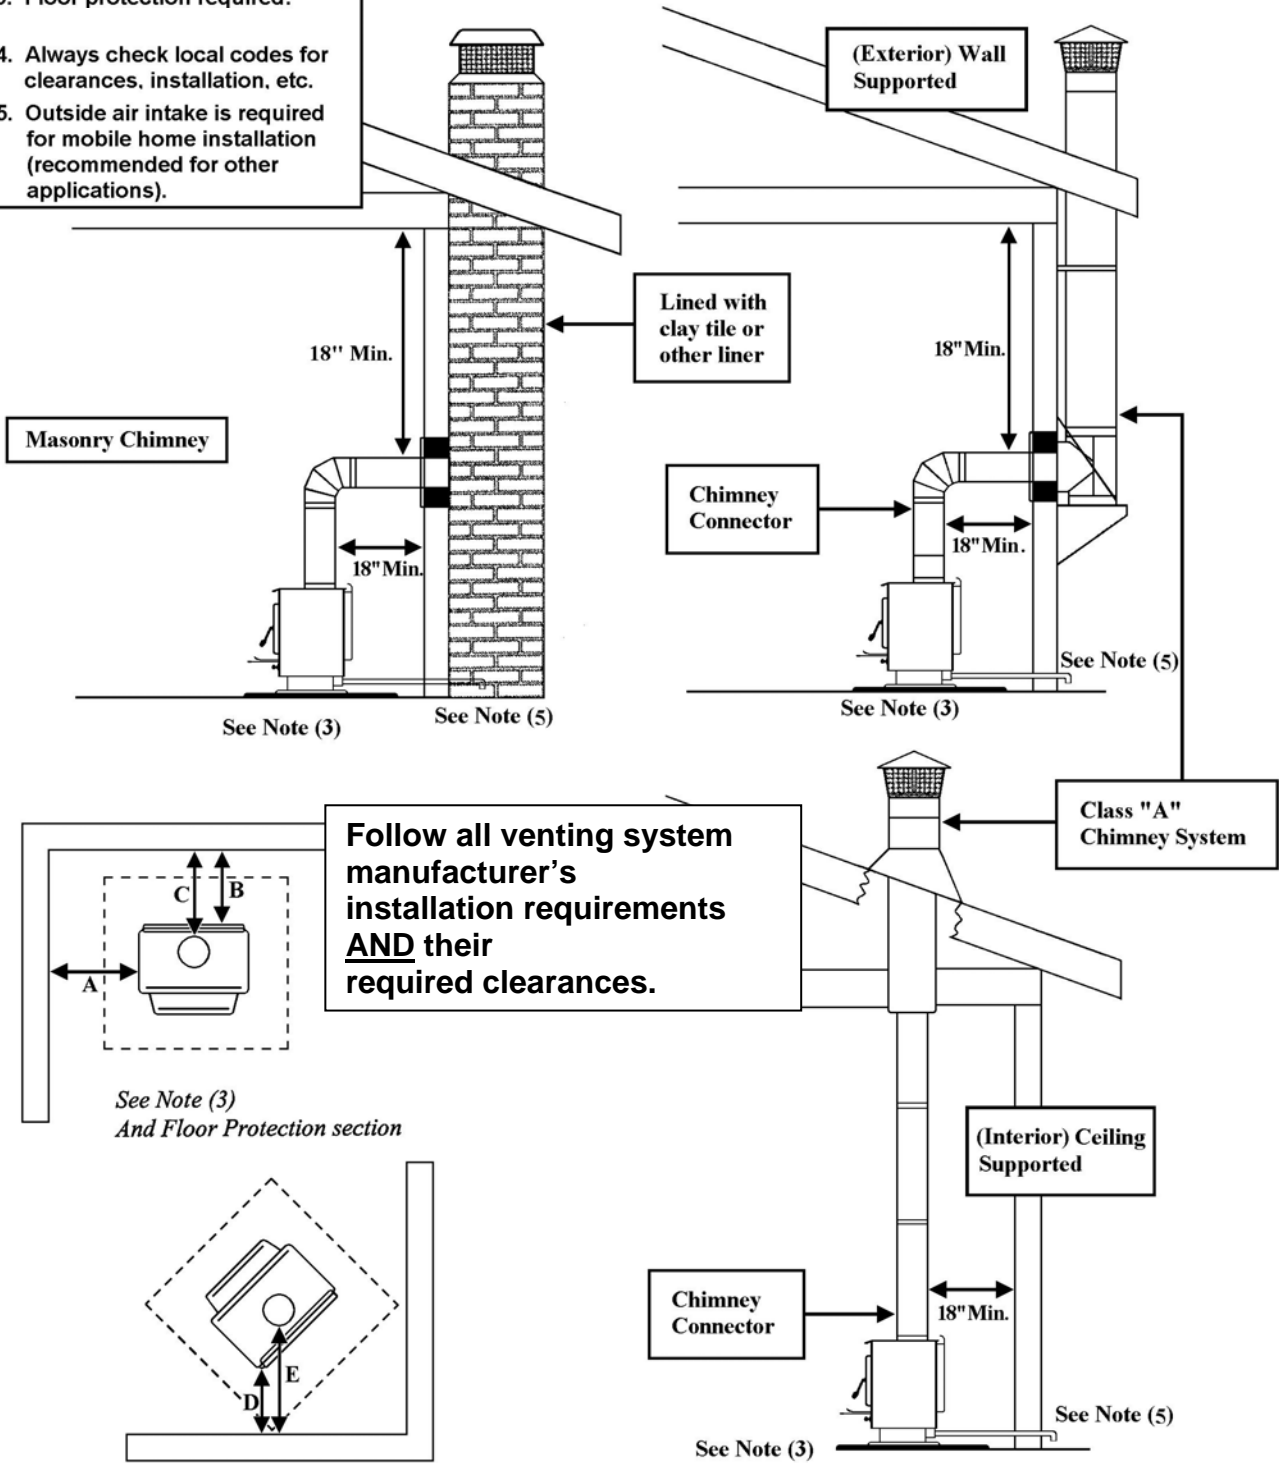 3. Floor protection required.
4. Always check local codes for
clearances, installation, etc.
5. Outside air intake is required
for mobile home installation
(recommended for other
applications).
(Exterior) Wall
Supported
Lined with
clay tile or
other liner
18" Min.
18"Min.
Masonry Chimney
Chimney
Connector
18"Min.
18"Min.
See Note (5)
See Note (3)
See Note (5)
See Note (3)
Class "A"
Chimney System
Follow all venting system
manufacturer’s
installation requirements
AND their
required clearances.
C
B
A
See Note (3)
And Floor Protection section
(Interior) Ceiling
Supported
Chimney
Connector
18"Min.
E
D
See Note (5)
See Note (3)